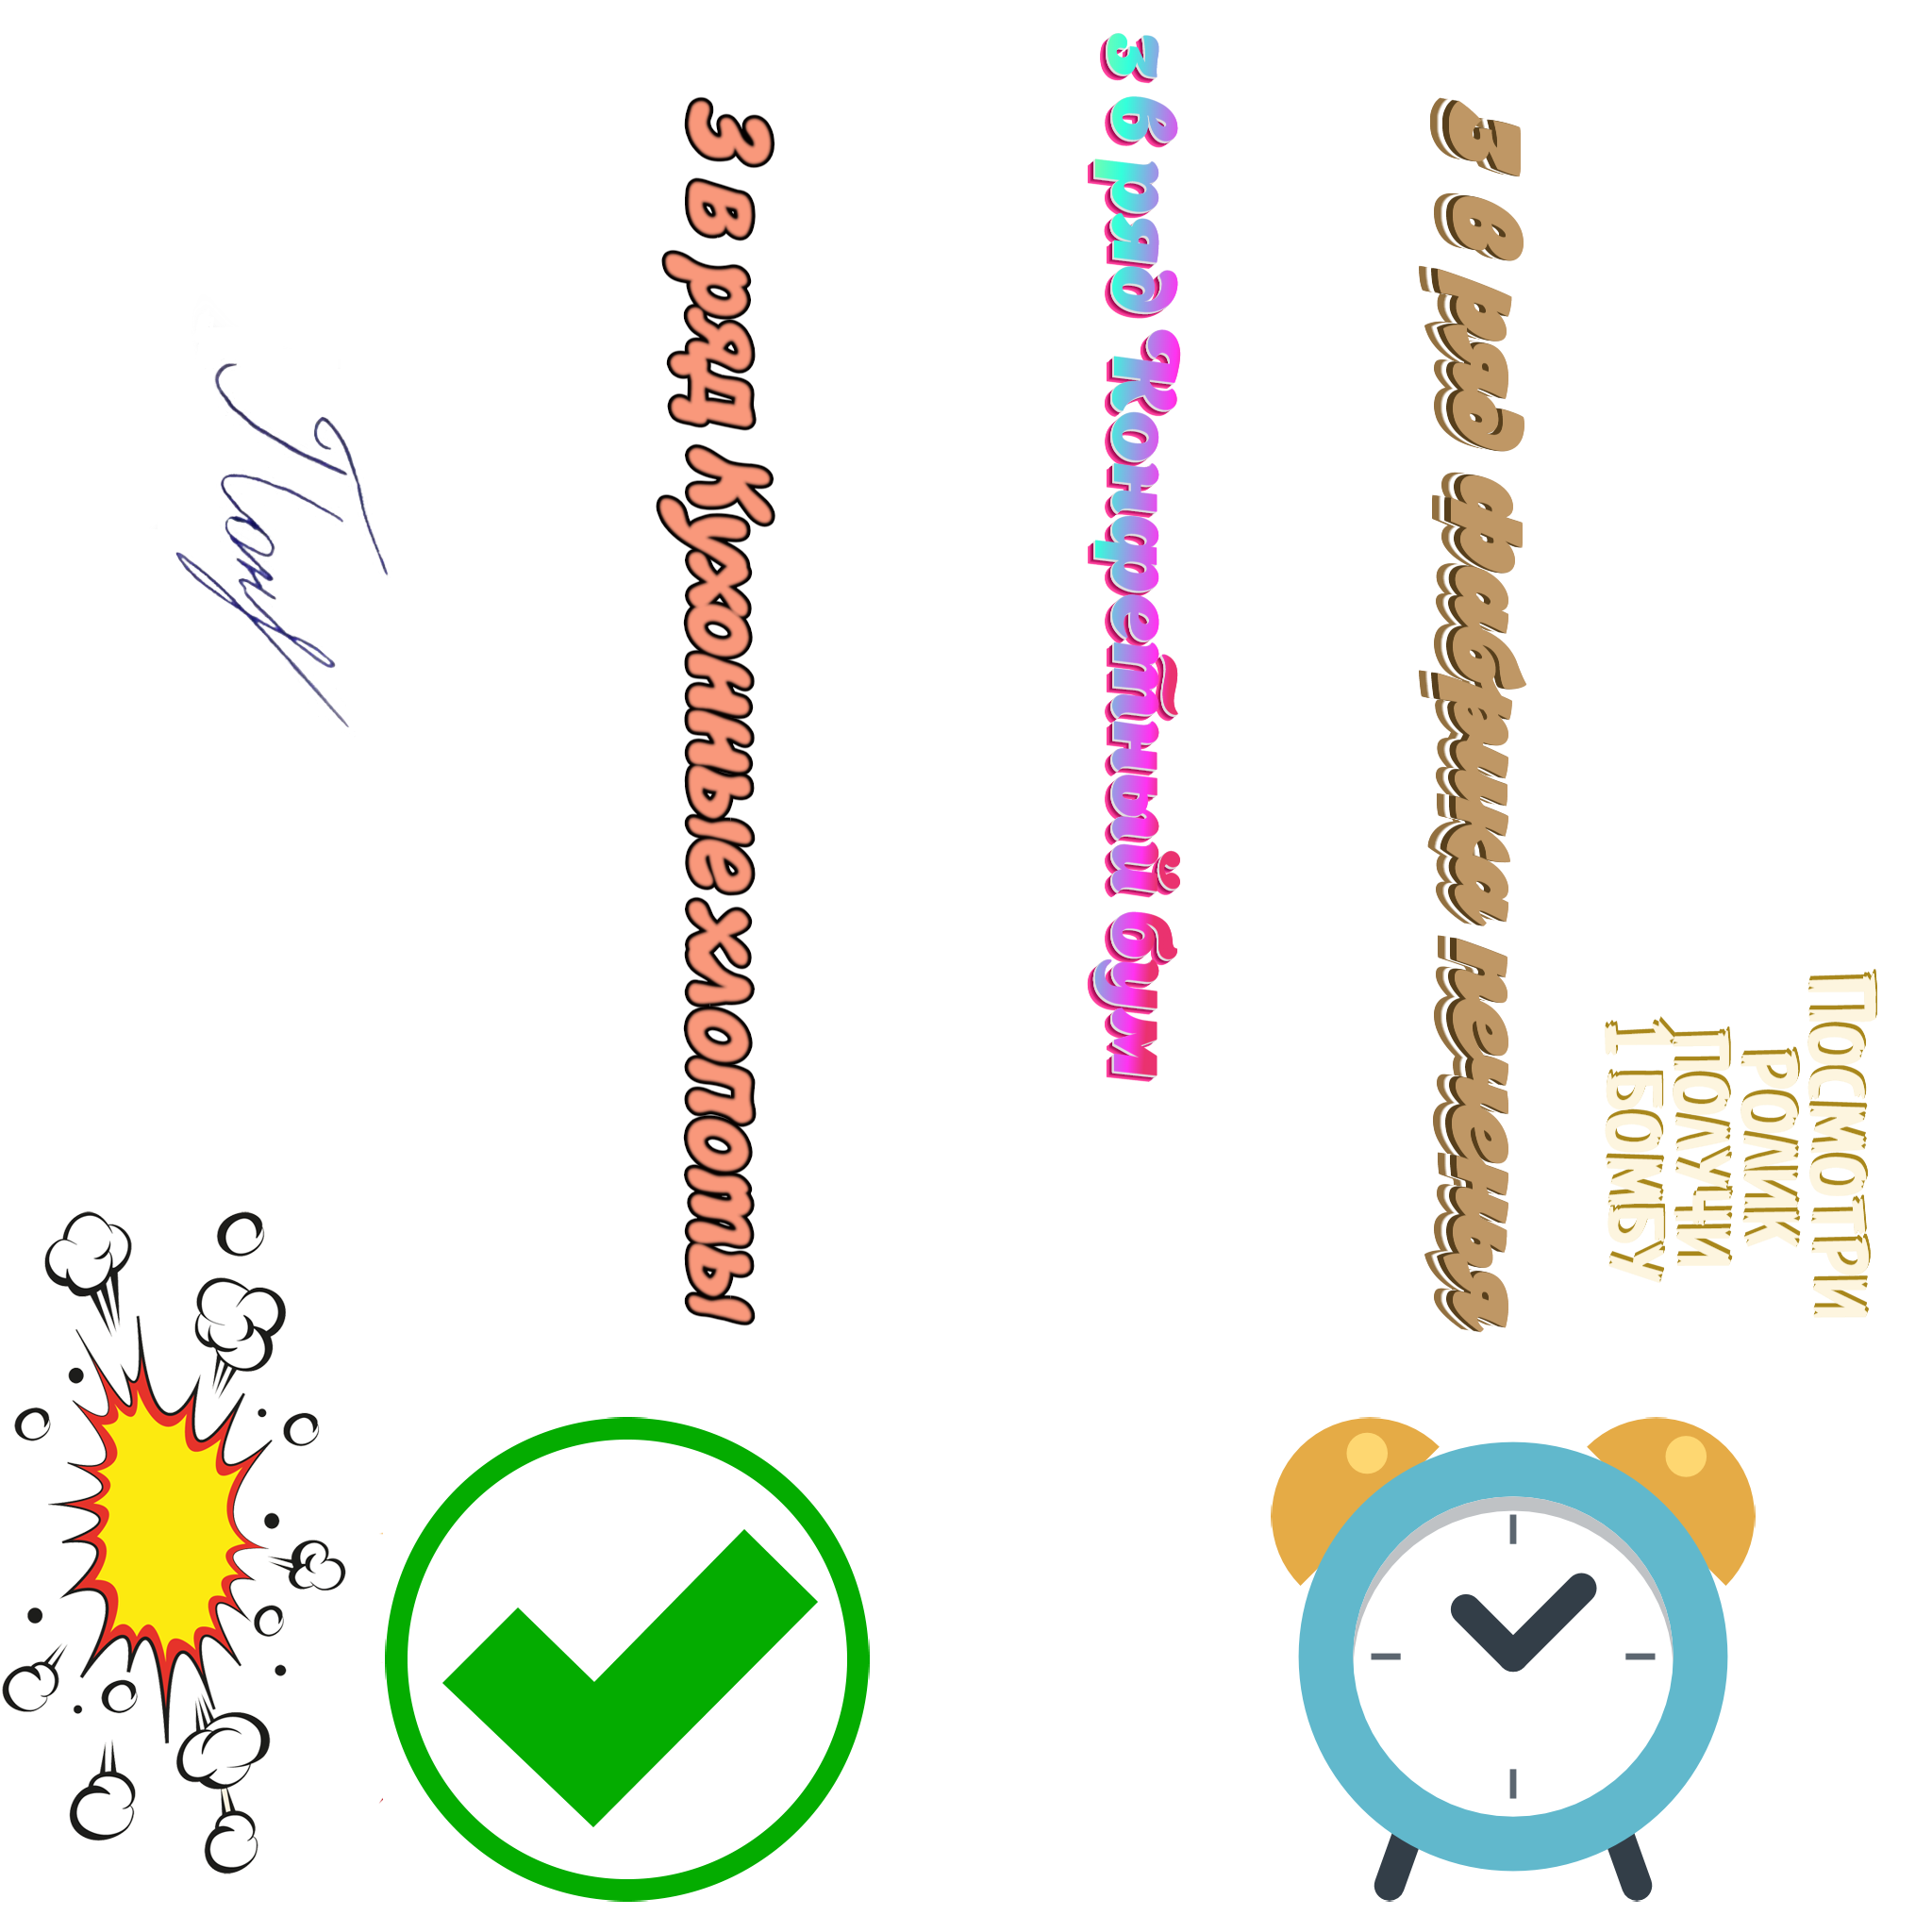 ПОСМОТРИ
РОЛИК
ПОЛУЧИ
1 БОМБУ
3 в ряд фабрика печенья
3 в ряд Конфетный бум
3 в ряд Кухонные хлопоты